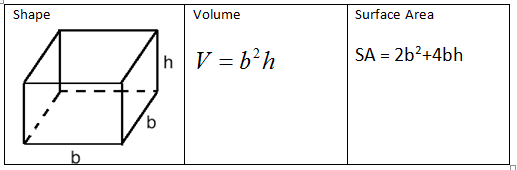 Shape Volume Surface Area
h V = b²h SA = 2b²+4bh
b
b